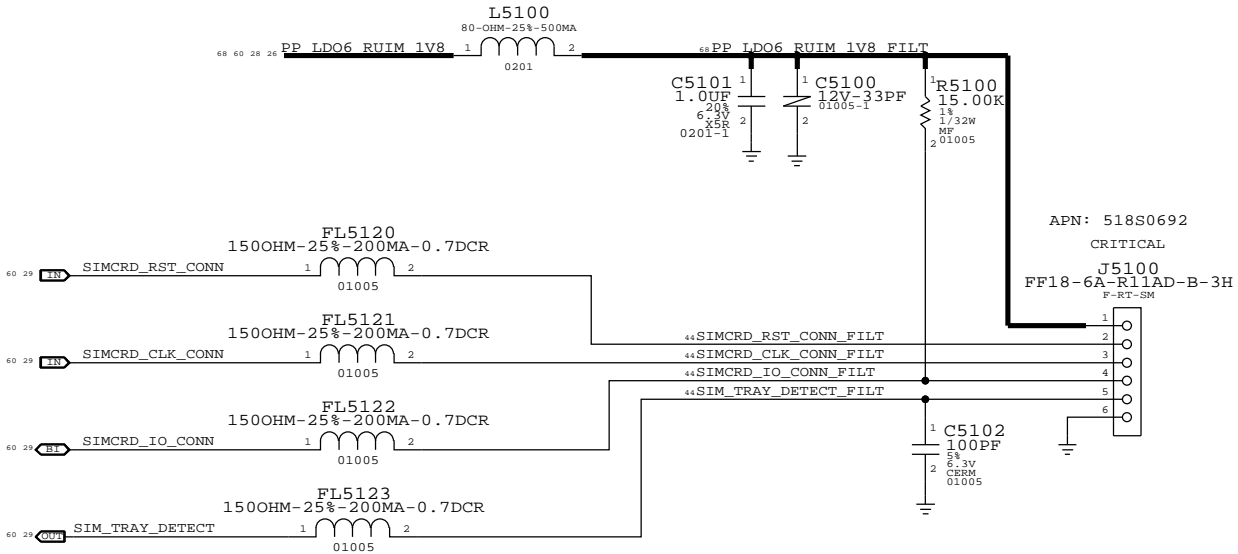 L5100
80-OHM-25%-500MA
68 60 28 26 PP_LDO6_RUIM_1V8 1 2 68 PP_LDO6_RUIM_1V8_FILT
0201
C5101
1.0UF
20%
6.3V
X5R
0201-1
1
2
C5100
12V-33PF
01005-1
1
2
R5100
15.00K
1%
1/32W
MF
01005
1
2
APN: 518S0692
CRITICAL
J5100
FF18-6A-R11AD-B-3H
F-RT-SM
FL5120
150OHM-25%-200MA-0.7DCR
60 29 IN SIMCRD_RST_CONN 1 2
01005
FL5121
150OHM-25%-200MA-0.7DCR
60 29 IN SIMCRD_CLK_CONN 1 2
01005
1
44 SIMCRD_RST_CONN_FILT 2
44 SIMCRD_CLK_CONN_FILT 3
44 SIMCRD_IO_CONN_FILT 4
44 SIM_TRAY_DETECT_FILT 5
6
FL5122
150OHM-25%-200MA-0.7DCR
60 29 BI SIMCRD_IO_CONN 1 2
01005
C5102
100PF
5%
6.3V
CERM
01005
1
2
FL5123
150OHM-25%-200MA-0.7DCR
60 29 OUT SIM_TRAY_DETECT 1 2
01005